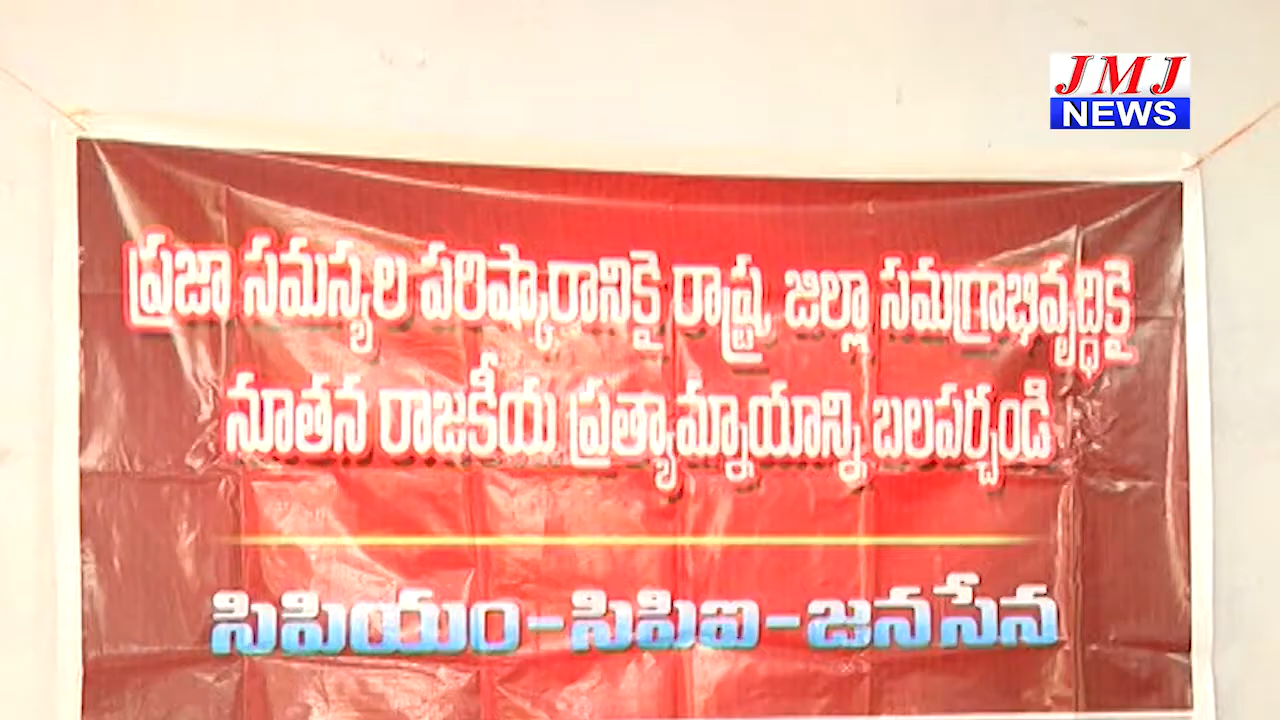 JMJ
NEWS
ప్రజా సమస్యల పరిష్కారానికై రాష్ట్ర, జిల్లా సమగ్రాభివృద్ధికై
నూతన రాజకీయ ప్రత్యామ్నాయాన్ని బలపర్చండి
సిపియం-సిపిఐ-జనసేన